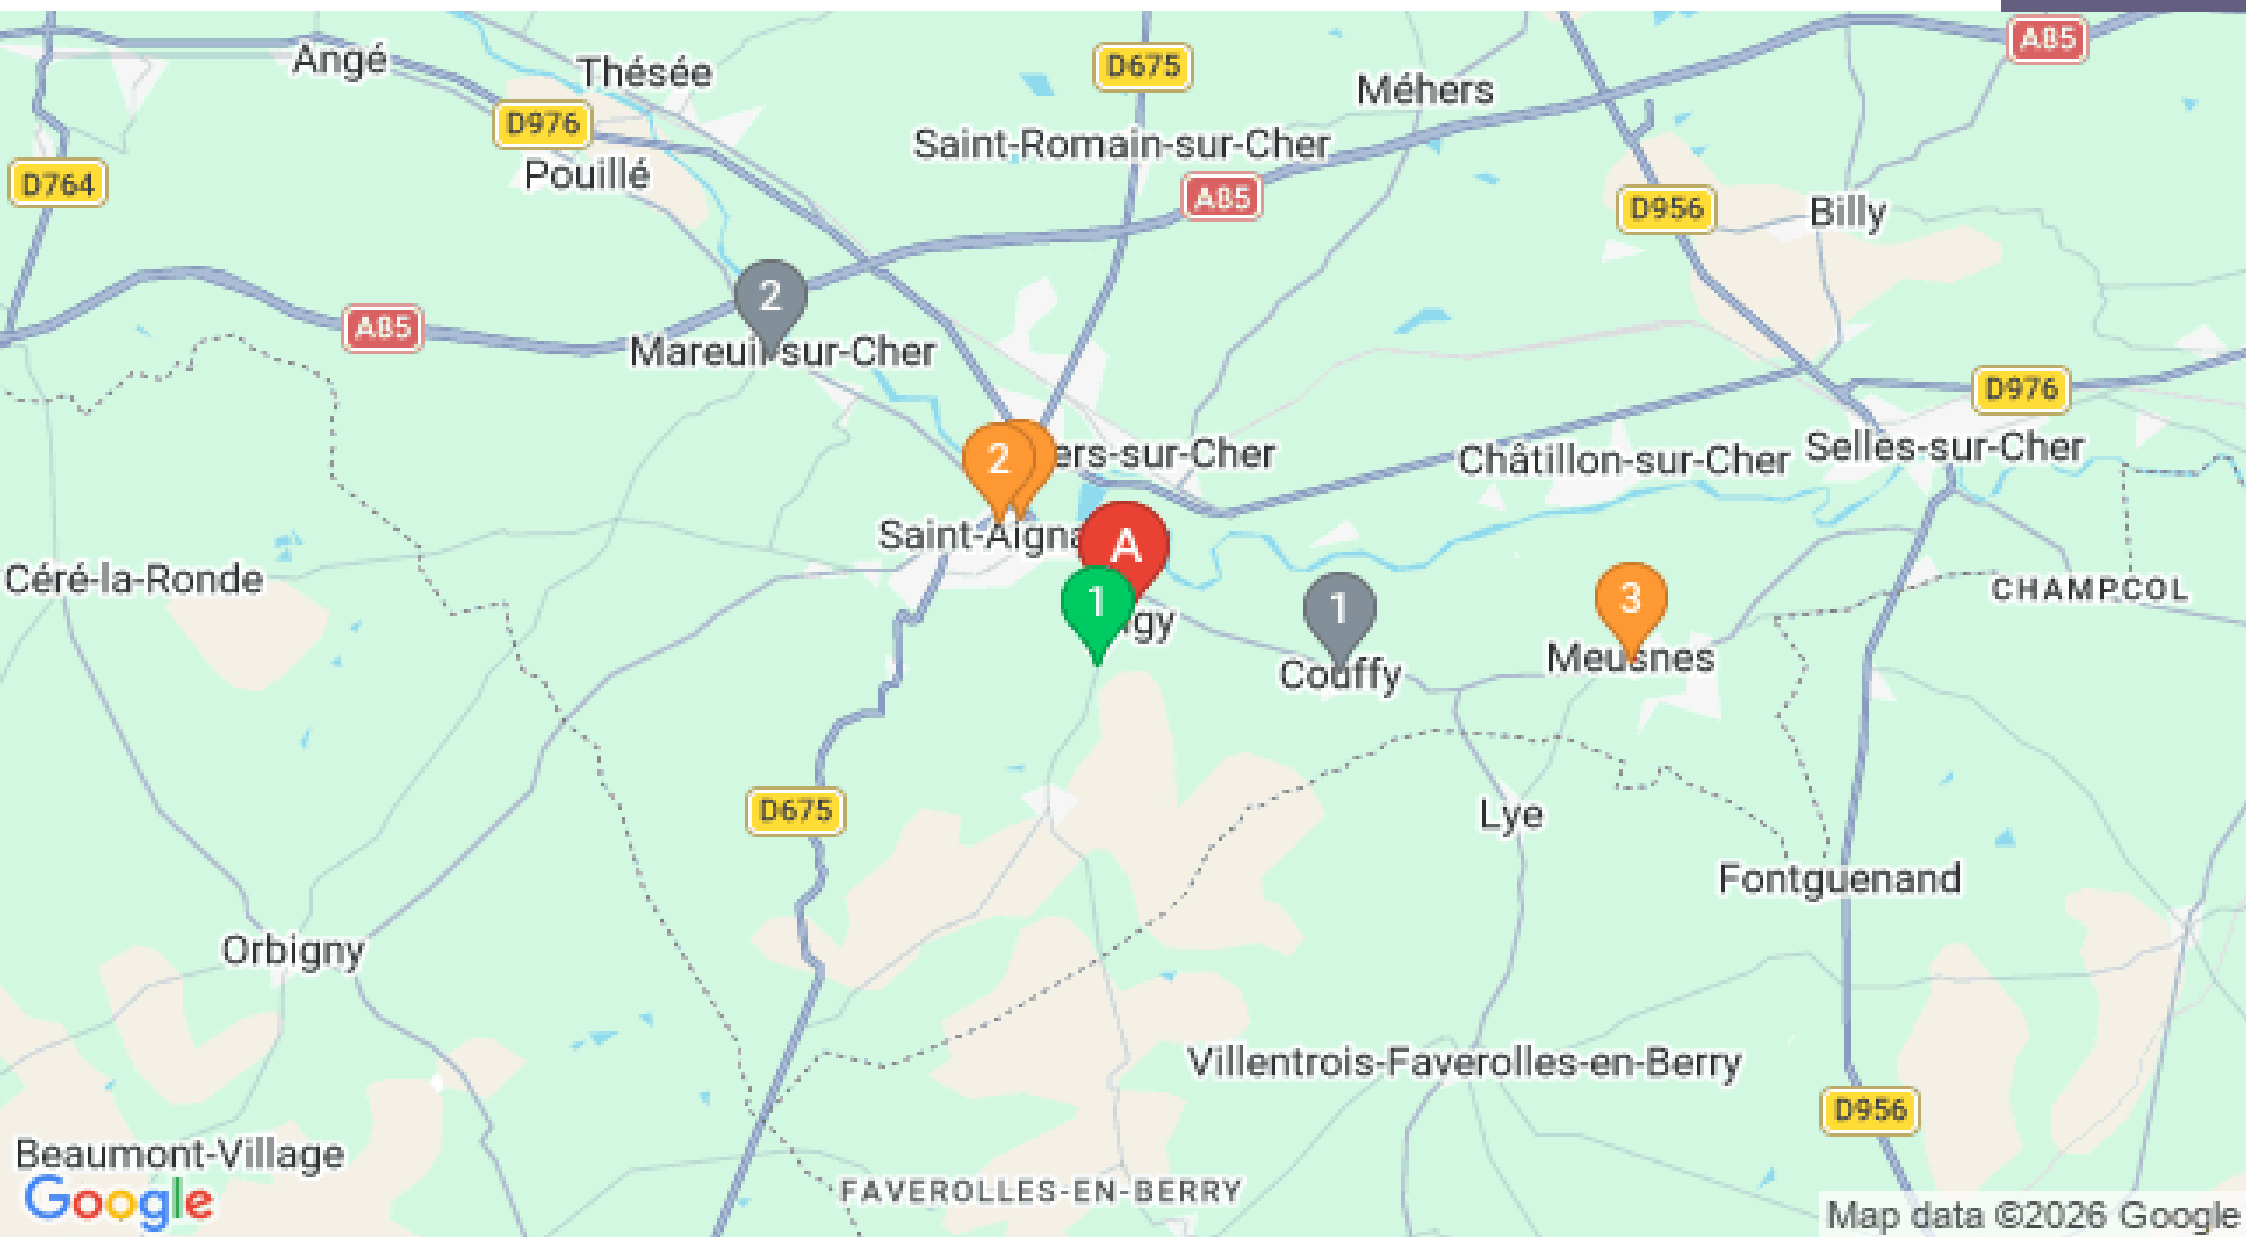 A85
Angé
Thésée
D675
Méhers
D976
Saint-Romain-sur-Cher
Pouillé
D764
A85
D956
Billy
2
A85
Mareuil-sur-Cher
D976
2
ers-sur-Cher
Châtillon-sur-Cher
Selles-sur-Cher
Saint-Aigna
A
Céré-la-Ronde
1
1
3
CHAMPCOL
rgy
Couffy
Meusnes
D675
Lye
Fontguenand
Orbigny
Villentrois-Faverolles-en-Berry
D956
Beaumont-Village
FAVEROLLES-EN-BERRY
Google
Map data ©2026 Google